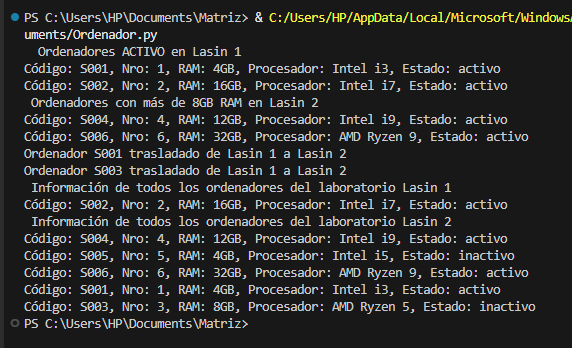 PS C:\Users\HP\Documents\Matriz> & C:/Users/HP/AppData/Local/Microsoft/Windows
uments/Ordenador.py
Ordenadores ACTIVO en Lasin 1
Código: S001, Nro: 1, RAM: 4GB, Procesador: Intel i3, Estado: activo
Código: S002, Nro: 2, RAM: 16GB, Procesador: Intel i7, Estado: activo
Ordenadores con más de 8GB RAM en Lasin 2
Código: S004, Nro: 4, RAM: 12GB, Procesador: Intel i9, Estado: activo
Código: S006, Nro: 6, RAM: 32GB, Procesador: AMD Ryzen 9, Estado: activo
Ordenador S001 trasladado de Lasin 1 a Lasin 2
Ordenador S003 trasladado de Lasin 1 a Lasin 2
Información de todos los ordenadores del laboratorio Lasin 1
Código: S002, Nro: 2, RAM: 16GB, Procesador: Intel i7, Estado: activo
Información de todos los ordenadores del laboratorio Lasin 2
Código: S004, Nro: 4, RAM: 12GB, Procesador: Intel i9, Estado: activo
Código: S005, Nro: 5, RAM: 4GB, Procesador: Intel i5, Estado: inactivo
Código: S006, Nro: 6, RAM: 32GB, Procesador: AMD Ryzen 9, Estado: activo
Código: S001, Nro: 1, RAM: 4GB, Procesador: Intel i3, Estado: activo
Código: S003, Nro: 3, RAM: 8GB, Procesador: AMD Ryzen 5, Estado: inactivo
PS C:\Users\HP\Documents\Matriz>